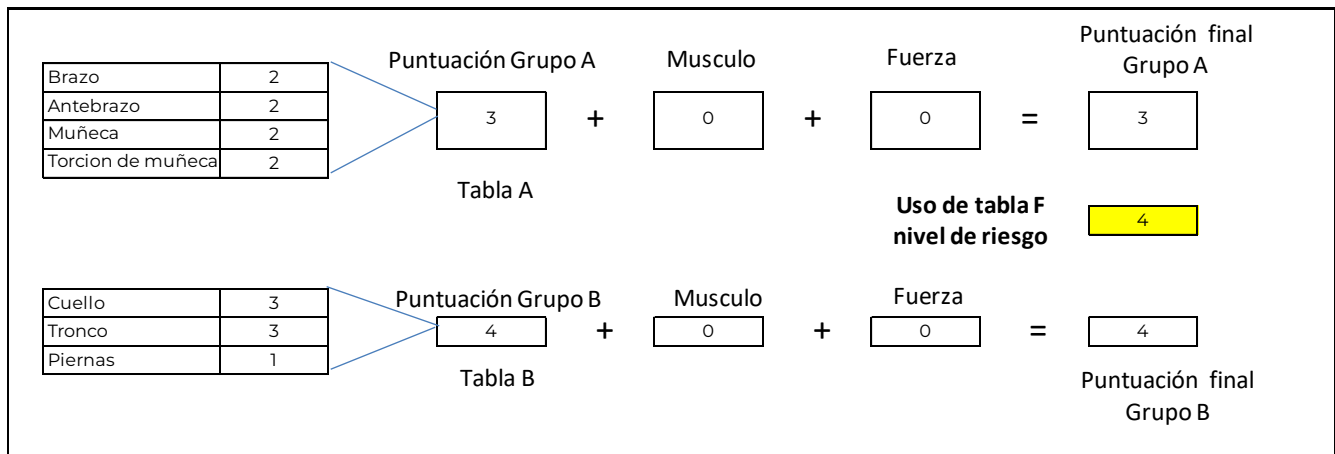 Puntuación Grupo A Musculo Fuerza Puntuación final
Grupo A
Brazo 2
Antebrazo 2
Muñeca 2
Torcion de muñeca 2
3 + 0 + 0 = 3
Tabla A
Uso de tabla F
nivel de riesgo
4
Puntuación Grupo B Musculo Fuerza
Cuello 3
Tronco 3
Piernas 1
4 + 0 + 0 = 4
Tabla B
Puntuación final
Grupo B